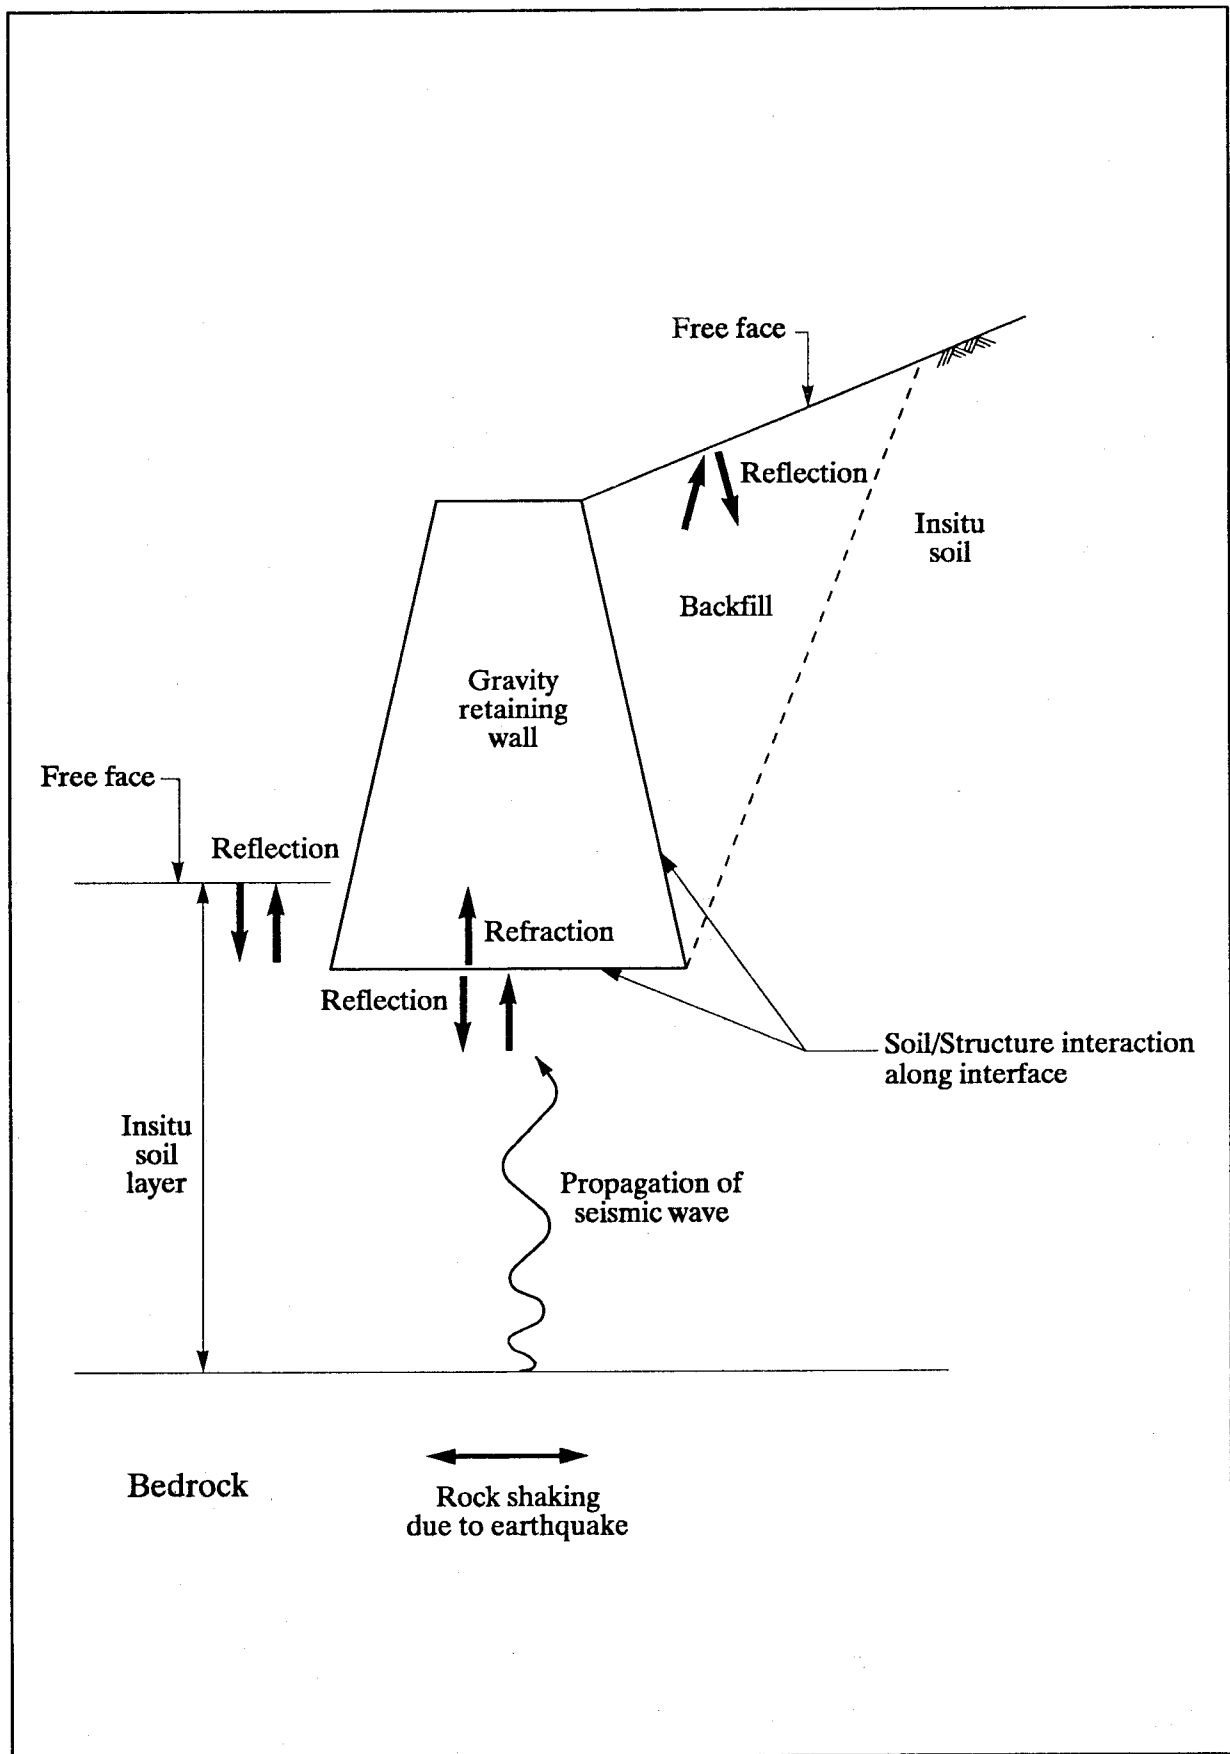 Free face
Reflection
Insitu
soil
Backfill
Gravity
retaining
wall
Free face
Reflection
Refraction
Reflection
Soil/Structure interaction
along interface
Insitu
soil
layer
Propagation of
seismic wave
Bedrock
Rock shaking
due to earthquake